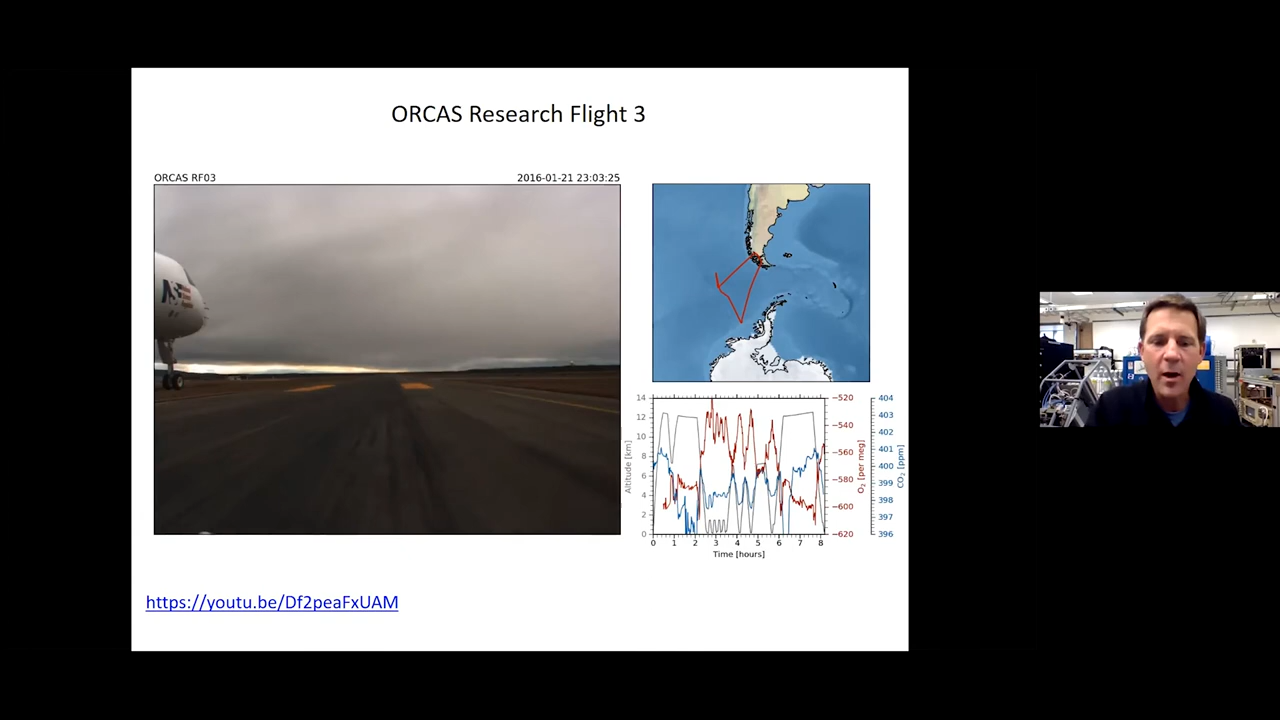 ORCAS Research Flight 3
ORCAS RF03 2016-01-21 23:03:25
14
12
10
8
6
4
2
0
Altitude [km]
0 1 2 3 4 5 6 7 8
Time [hours]
−520
−540
−560
−580
−600
−620
O₂ [per meg]
404
403
402
401
400
399
398
397
396
CO₂ [ppm]
https://youtu.be/Df2peaFxUAM